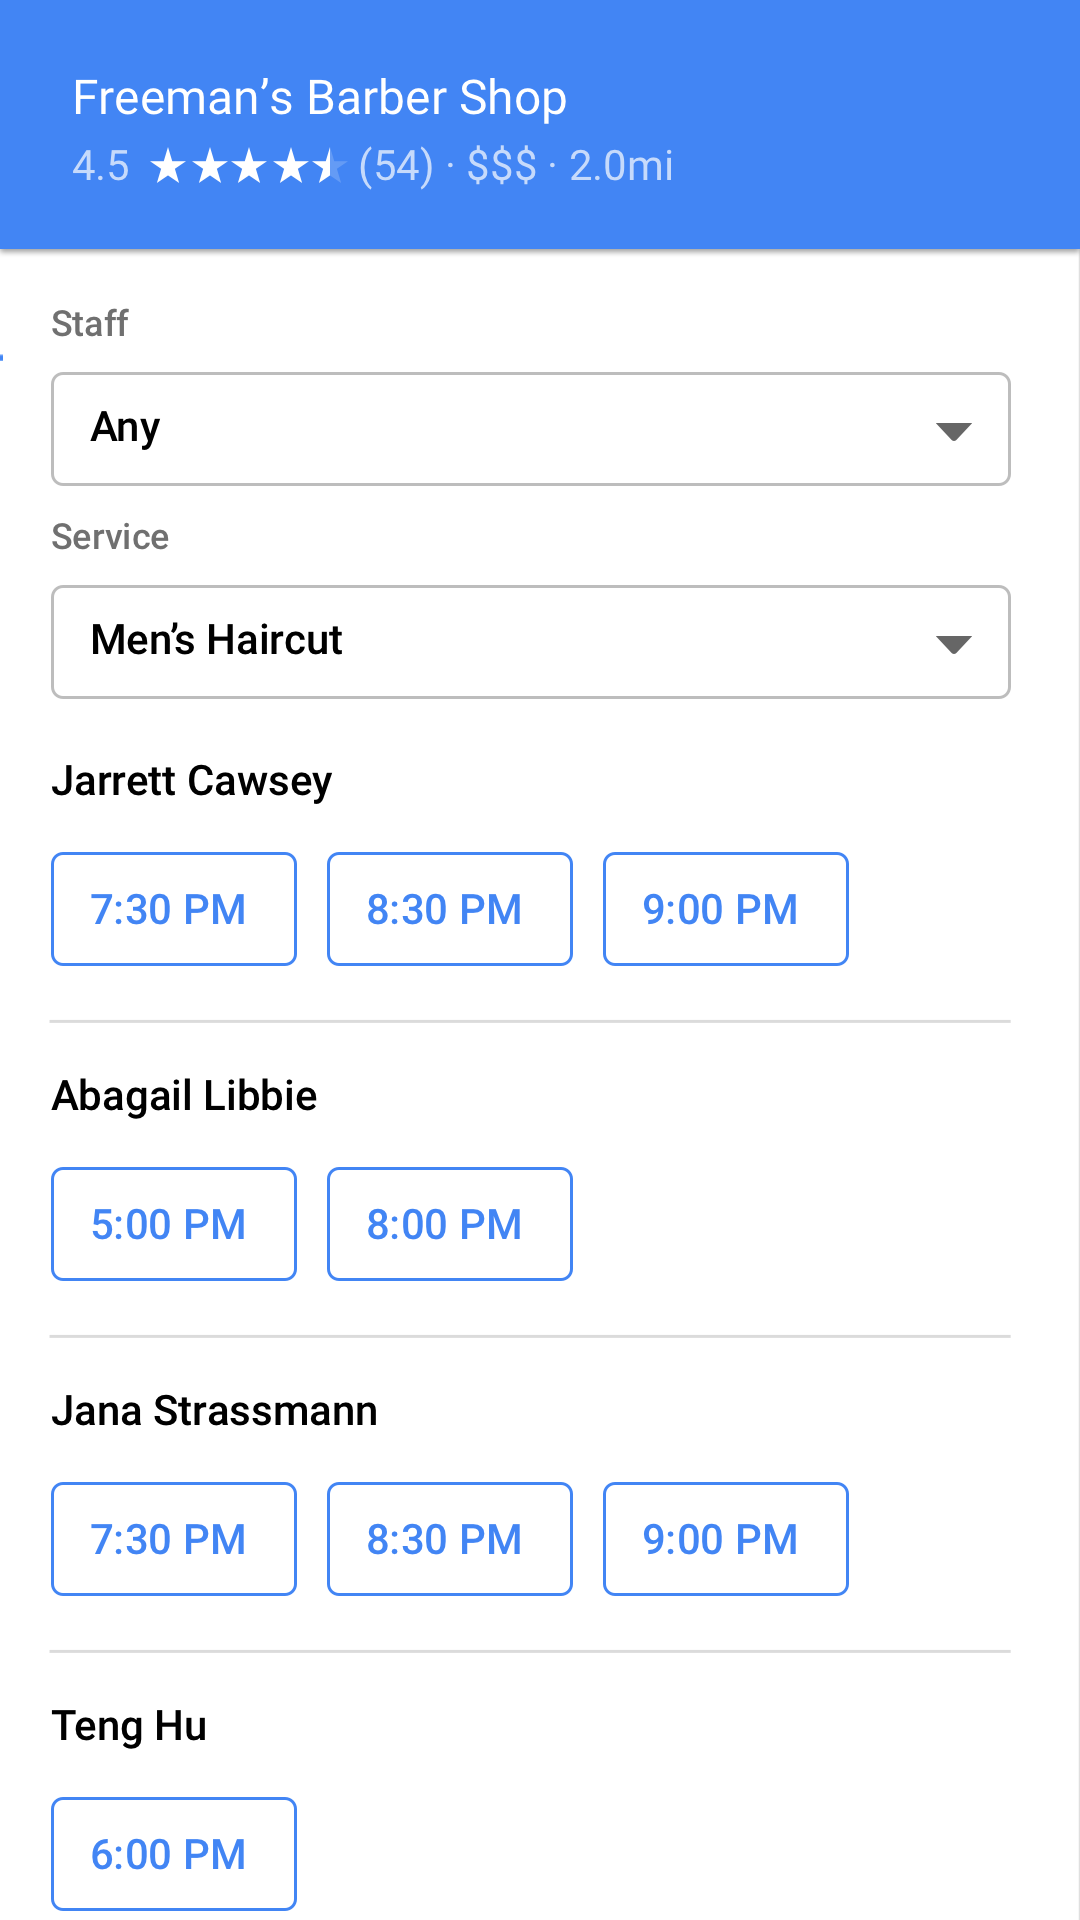 Freeman’s Barber Shop
4.5 ★★★★★ (54) · $$$ · 2.0mi
Staff
Any
Service
Men’s Haircut
Jarrett Cawsey
7:30 PM 8:30 PM 9:00 PM
Abagail Libbie
5:00 PM 8:00 PM
Jana Strassmann
7:30 PM 8:30 PM 9:00 PM
Teng Hu
6:00 PM